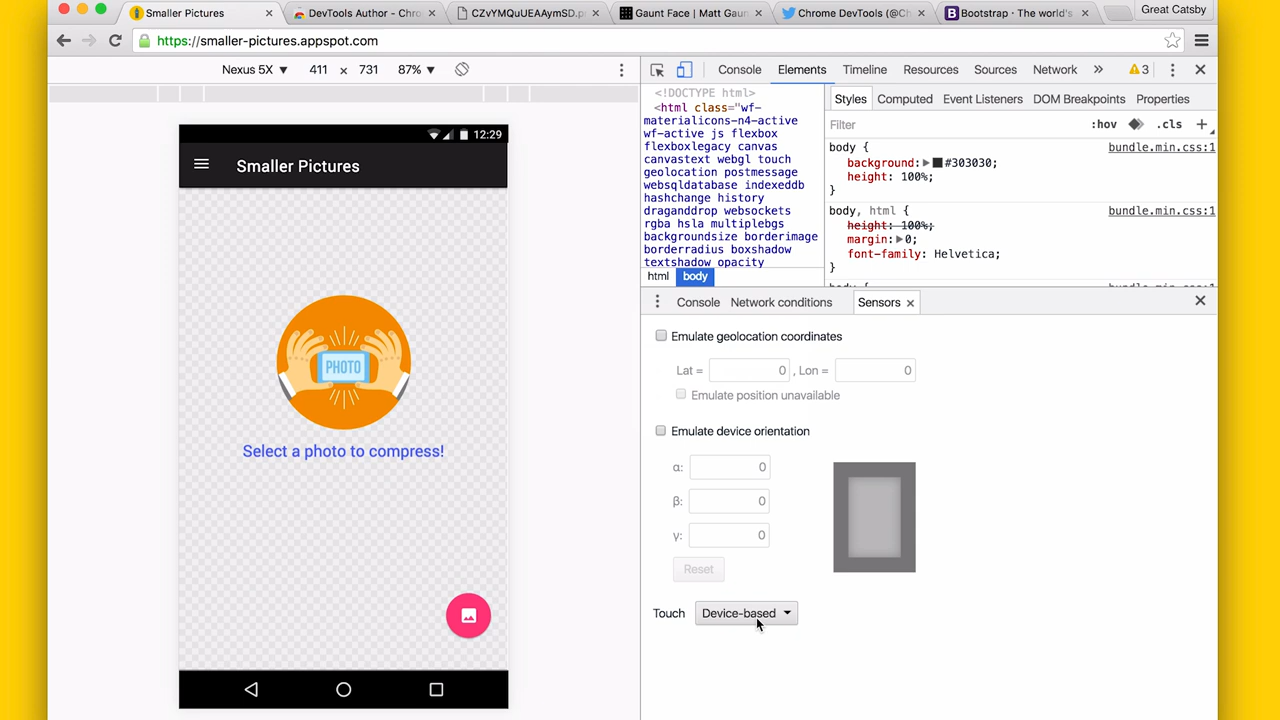 Smaller Pictures
DevTools Author - Chro
CZvYMQuUEAAymSD.p
Gaunt Face | Matt Gaun
Chrome DevTools (@Ch
Bootstrap · The world's
Great Catsby
https://smaller-pictures.appspot.com
Nexus 5X ▼ 411 x 731 87% ▼
Console Elements Timeline Resources Sources Network » 3
12:29
Smaller Pictures
PHOTO
Select a photo to compress!
<!DOCTYPE html>
<html class="wf-
materialicons-n4-active
wf-active js flexbox
flexboxlegacy canvas
canvastext webgl touch
geolocation postmessage
websqldatabase indexeddb
hashchange history
draganddrop websockets
rgba hsla multiplebgs
backgroundsize borderimage
borderradius boxshadow
textshadow opacity
html body
Styles Computed Event Listeners DOM Breakpoints Properties
Filter :hov .cls +
body { bundle.min.css:1
background: #303030;
height: 100%;
}
body, html { bundle.min.css:1
height: 100%;
margin: 0;
font-family: Helvetica;
}
Console Network conditions Sensors ×
Emulate geolocation coordinates
Lat = 0 , Lon = 0
Emulate position unavailable
Emulate device orientation
α: 0
β: 0
γ: 0
Reset
Touch Device-based